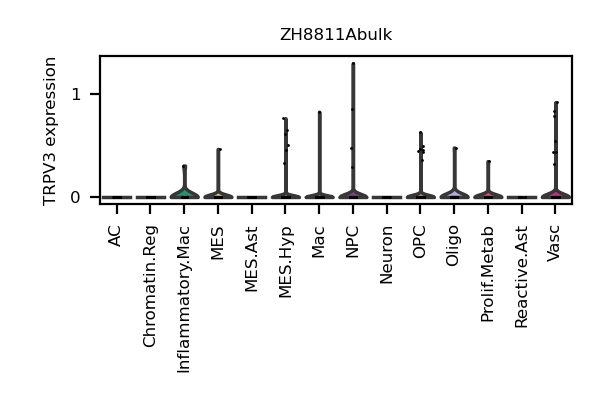 ZH8811Abulk
TRPV3 expression
1
0
AC
Chromatin.Reg
Inflammatory.Mac
MES
MES.Ast
MES.Hyp
Mac
NPC
Neuron
OPC
Oligo
Prolif.Metab
Reactive.Ast
Vasc